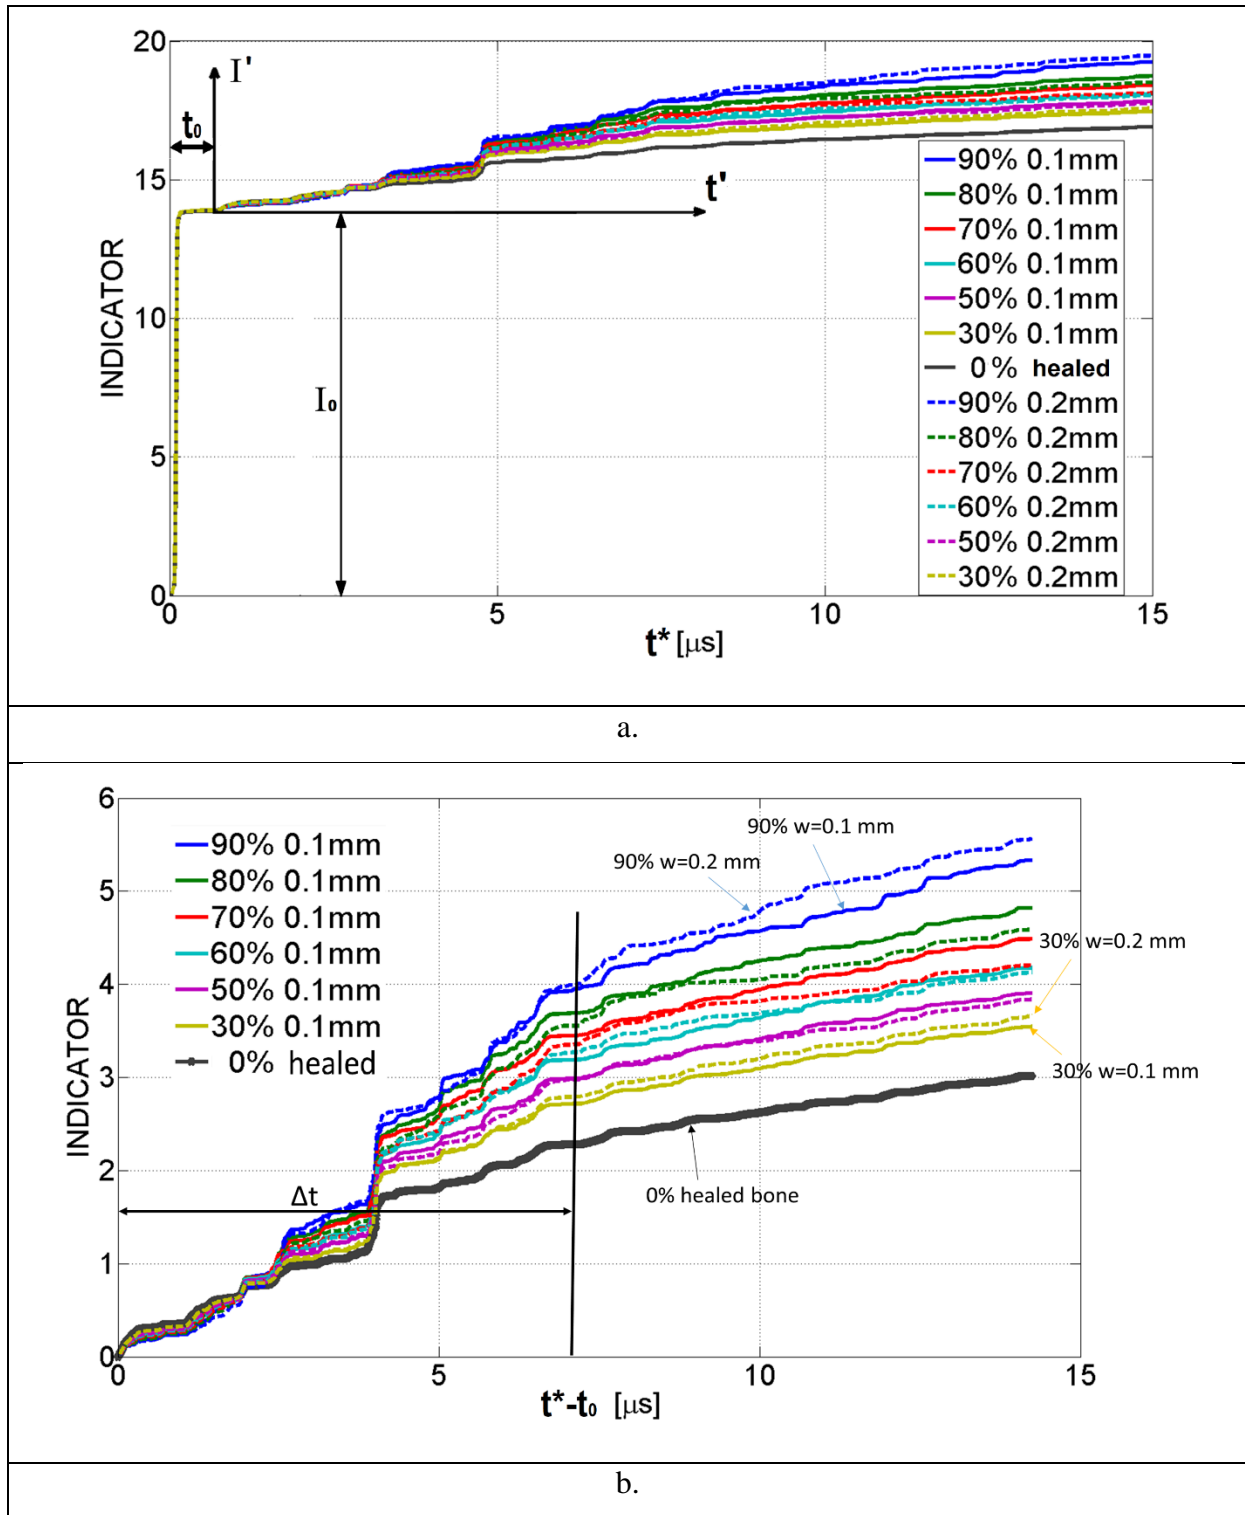 20
15
10
5
0
0
5
10
15
INDICATOR
t* [μs]
I'
t₀
t'
I₀
90% 0.1mm
80% 0.1mm
70% 0.1mm
60% 0.1mm
50% 0.1mm
30% 0.1mm
0% healed
90% 0.2mm
80% 0.2mm
70% 0.2mm
60% 0.2mm
50% 0.2mm
30% 0.2mm
a.
6
5
4
3
2
1
0
0
5
10
15
INDICATOR
t*-t₀ [μs]
90% 0.1mm
80% 0.1mm
70% 0.1mm
60% 0.1mm
50% 0.1mm
30% 0.1mm
0% healed
90% w=0.1 mm
90% w=0.2 mm
30% w=0.2 mm
30% w=0.1 mm
0% healed bone
Δt
b.